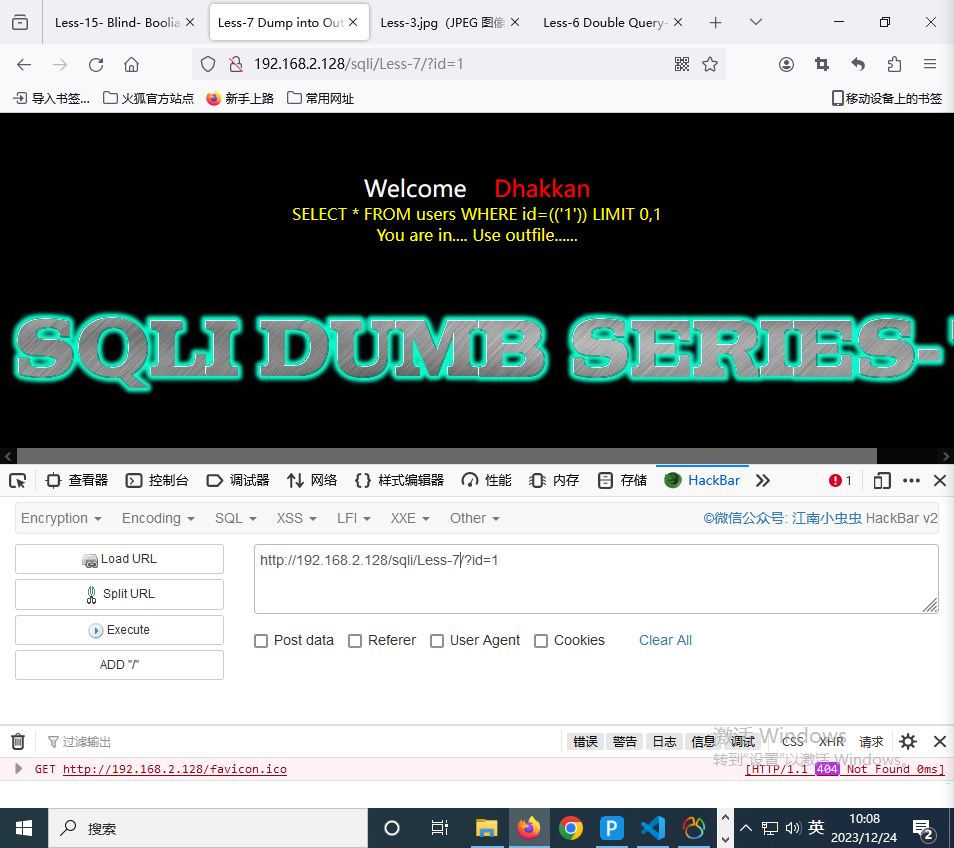 Less-15- Blind- Boolia
Less-7 Dump into Out
Less-3.jpg（JPEG 图像
Less-6 Double Query-
192.168.2.128/sqli/Less-7/?id=1
导入书签... 火狐官方站点 新手上路 常用网址 移动设备上的书签
Welcome Dhakkan
SELECT * FROM users WHERE id=(('1')) LIMIT 0,1
You are in.... Use outfile......
SQLI DUMB SERIES-
查看器 控制台 调试器 网络 样式编辑器 性能 内存 存储 HackBar 1
Encryption Encoding SQL XSS LFI XXE Other ©微信公众号: 江南小虫虫 HackBar v2
Load URL
http://192.168.2.128/sqli/Less-7/?id=1
Split URL
Execute
Post data Referer User Agent Cookies Clear All
ADD "/"
过滤输出 错误 警告 日志 信息 调试 CSS XHR 请求
激活 Windows
转到"设置"以激活 Windows。
GET http://192.168.2.128/favicon.ico [HTTP/1.1 404 Not Found 0ms]
搜索
英
10:08
2023/12/24
2